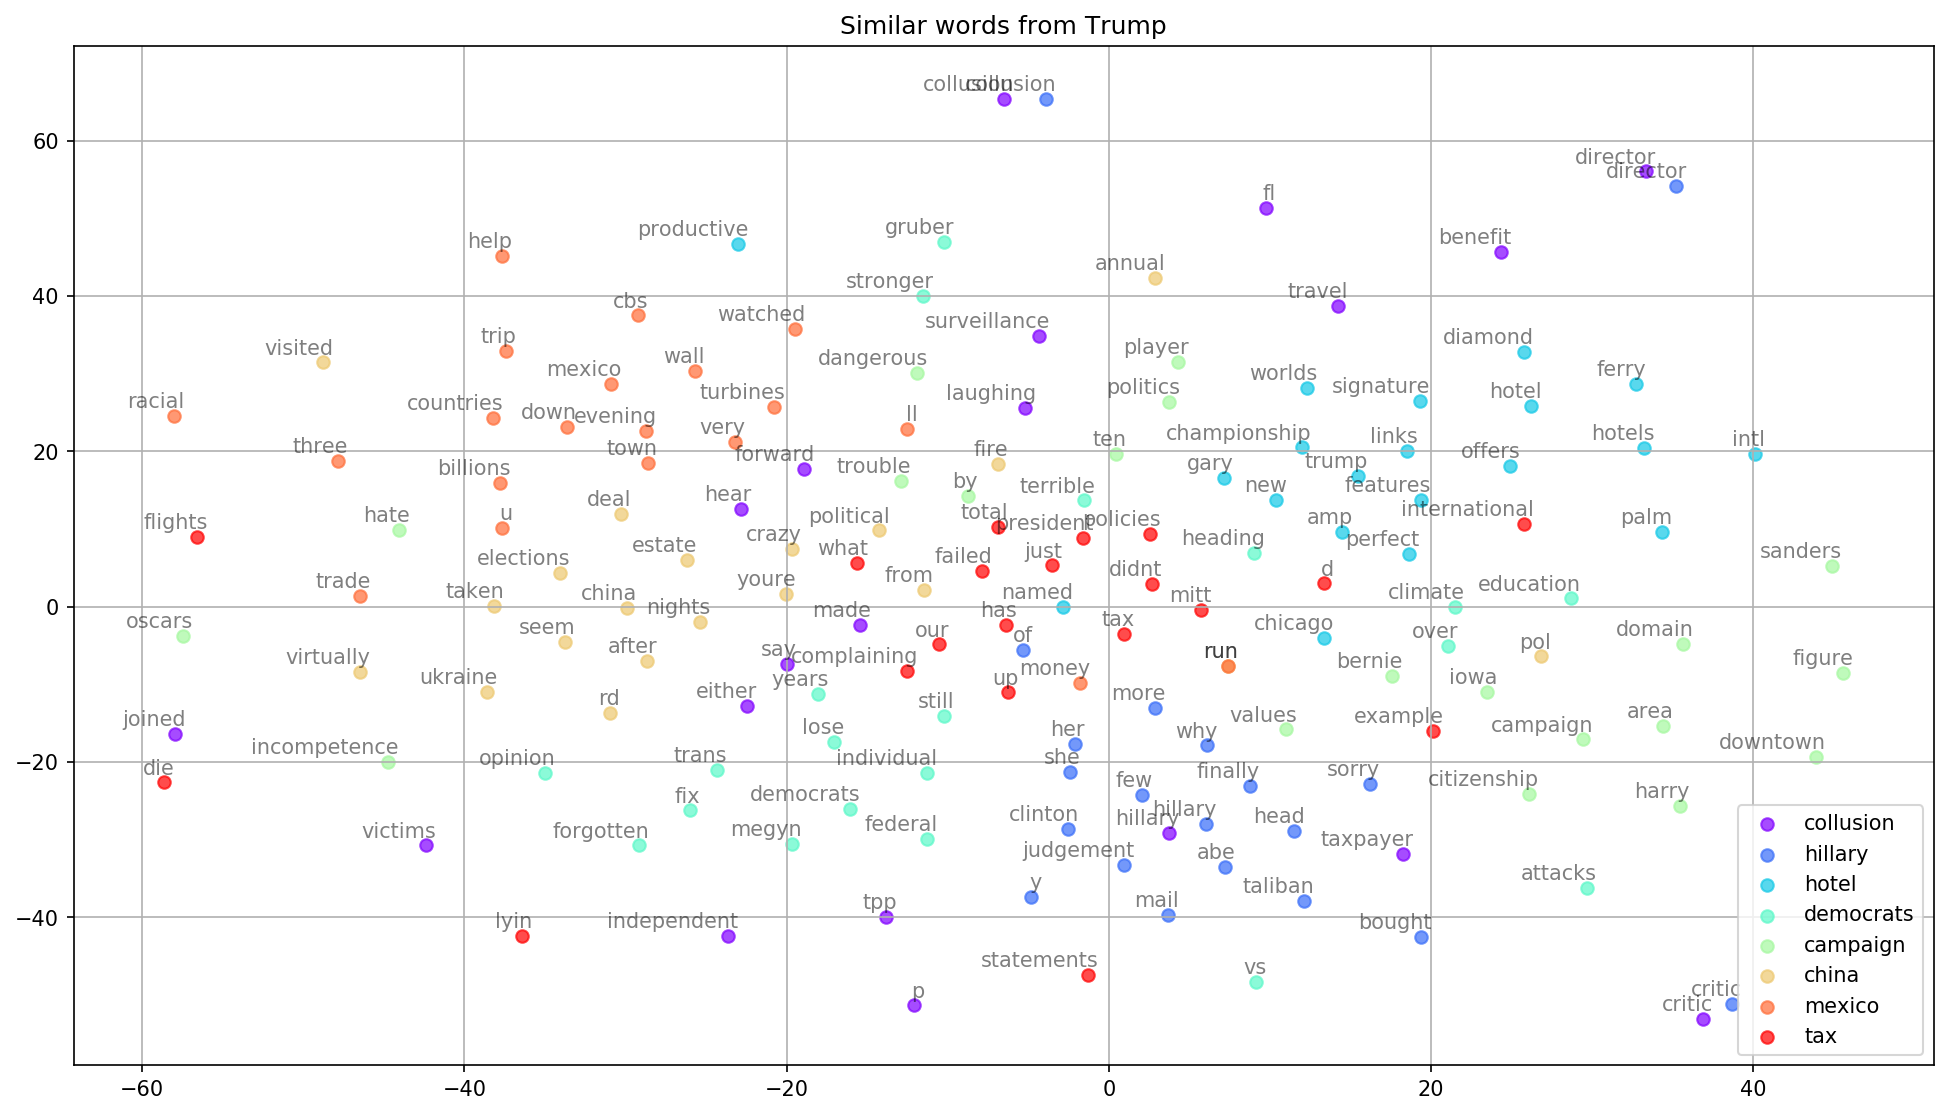 Similar words from Trump
collusion collusion
director
director
fl
productive
gruber
help
benefit
annual
stronger
travel
cbs
watched
surveillance
diamond
trip
visited
wall
player
dangerous
mexico
worlds
ferry
turbines
laughing
politics
signature
hotel
racial
countries
down
evening
ll
very
championship
links
hotels
intl
ten
three
town
forward
fire
offers
billions
trouble
gary
trump
by
terrible
new
features
hear
deal
u
total
president
policies
international
flights
hate
political
amp
palm
crazy
estate
what
failed
just
heading
perfect
sanders
elections
from
didnt
d
trade
taken
china
youre
named
mitt
climate
education
nights
made
has
tax
chicago
oscars
seem
our
of
over
pol
domain
after
say
complaining
run
virtually
money
bernie
figure
ukraine
either
years
up
iowa
rd
still
more
joined
lose
her
why
values
example
campaign
area
incompetence
opinion
trans
individual
she
downtown
die
few
finally
sorry
citizenship
fix
democrats
harry
victims
forgotten
megyn
federal
clinton
hillary
hillary
head
taxpayer
judgement
abe
y
taliban
attacks
tpp
mail
lyin
independent
bought
statements
vs
p
critic
critic
60
40
20
0
−20
−40
−60
−40
−20
0
20
40
collusion
hillary
hotel
democrats
campaign
china
mexico
tax